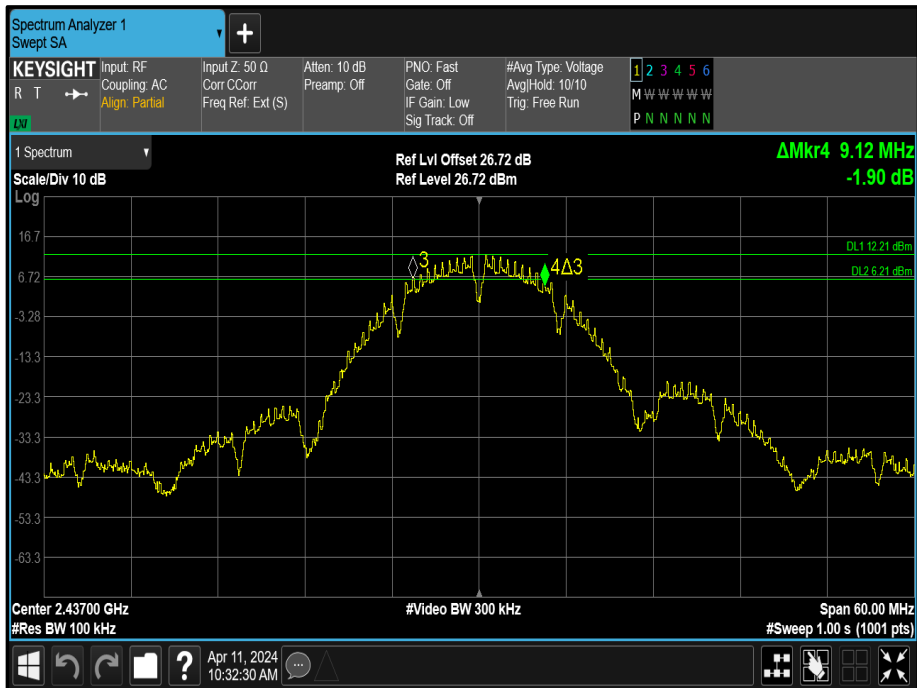 Spectrum Analyzer 1
Swept SA
KEYSIGHT
R T
LXI
Input: RF
Coupling: AC
Align: Partial
Input Z: 50 Ω
Corr CCorr
Freq Ref: Ext (S)
Atten: 10 dB
Preamp: Off
PNO: Fast
Gate: Off
IF Gain: Low
Sig Track: Off
#Avg Type: Voltage
Avg|Hold: 10/10
Trig: Free Run
1 2 3 4 5 6
M W W W W W
P N N N N N
1 Spectrum
Scale/Div 10 dB
Log
Ref Lvl Offset 26.72 dB
Ref Level 26.72 dBm
ΔMkr4 9.12 MHz
-1.90 dB
16.7
6.72
-3.28
-13.3
-23.3
-33.3
-43.3
-53.3
-63.3
DL1 12.21 dBm
DL2 6.21 dBm
3
4Δ3
Center 2.43700 GHz
#Res BW 100 kHz
#Video BW 300 kHz
Span 60.00 MHz
#Sweep 1.00 s (1001 pts)
?
Apr 11, 2024
10:32:30 AM